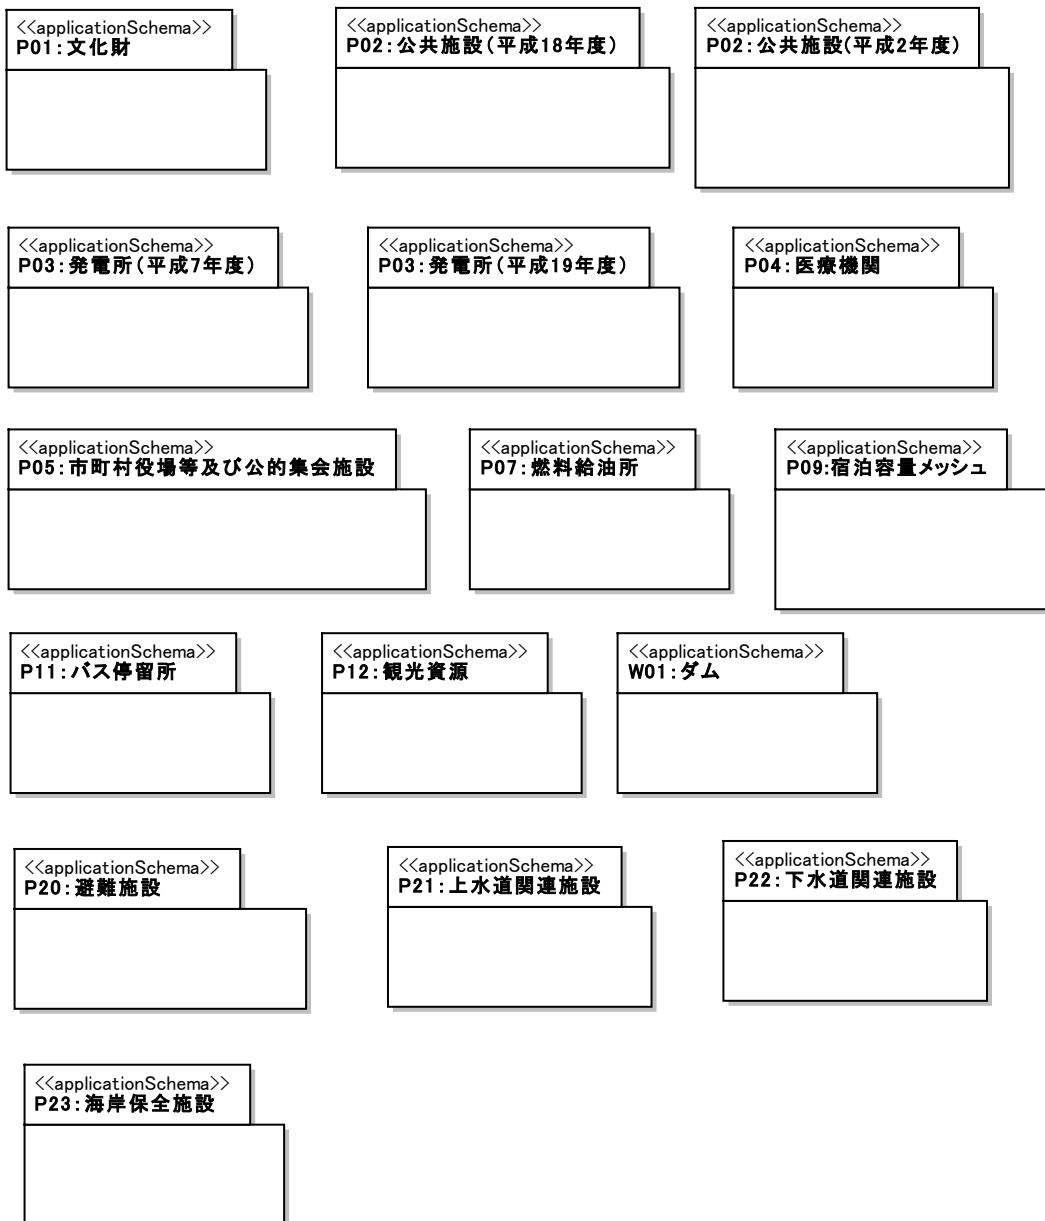 <<applicationSchema>>
P01:文化財
<<applicationSchema>>
P02:公共施設(平成18年度)
<<applicationSchema>>
P02:公共施設(平成2年度)
<<applicationSchema>>
P03:発電所(平成7年度)
<<applicationSchema>>
P03:発電所(平成19年度)
<<applicationSchema>>
P04:医療機関
<<applicationSchema>>
P05:市町村役場等及び公的集会施設
<<applicationSchema>>
P07:燃料給油所
<<applicationSchema>>
P09:宿泊容量メッシュ
<<applicationSchema>>
P11:バス停留所
<<applicationSchema>>
P12:観光資源
<<applicationSchema>>
W01:ダム
<<applicationSchema>>
P20:避難施設
<<applicationSchema>>
P21:上水道関連施設
<<applicationSchema>>
P22:下水道関連施設
<<applicationSchema>>
P23:海岸保全施設